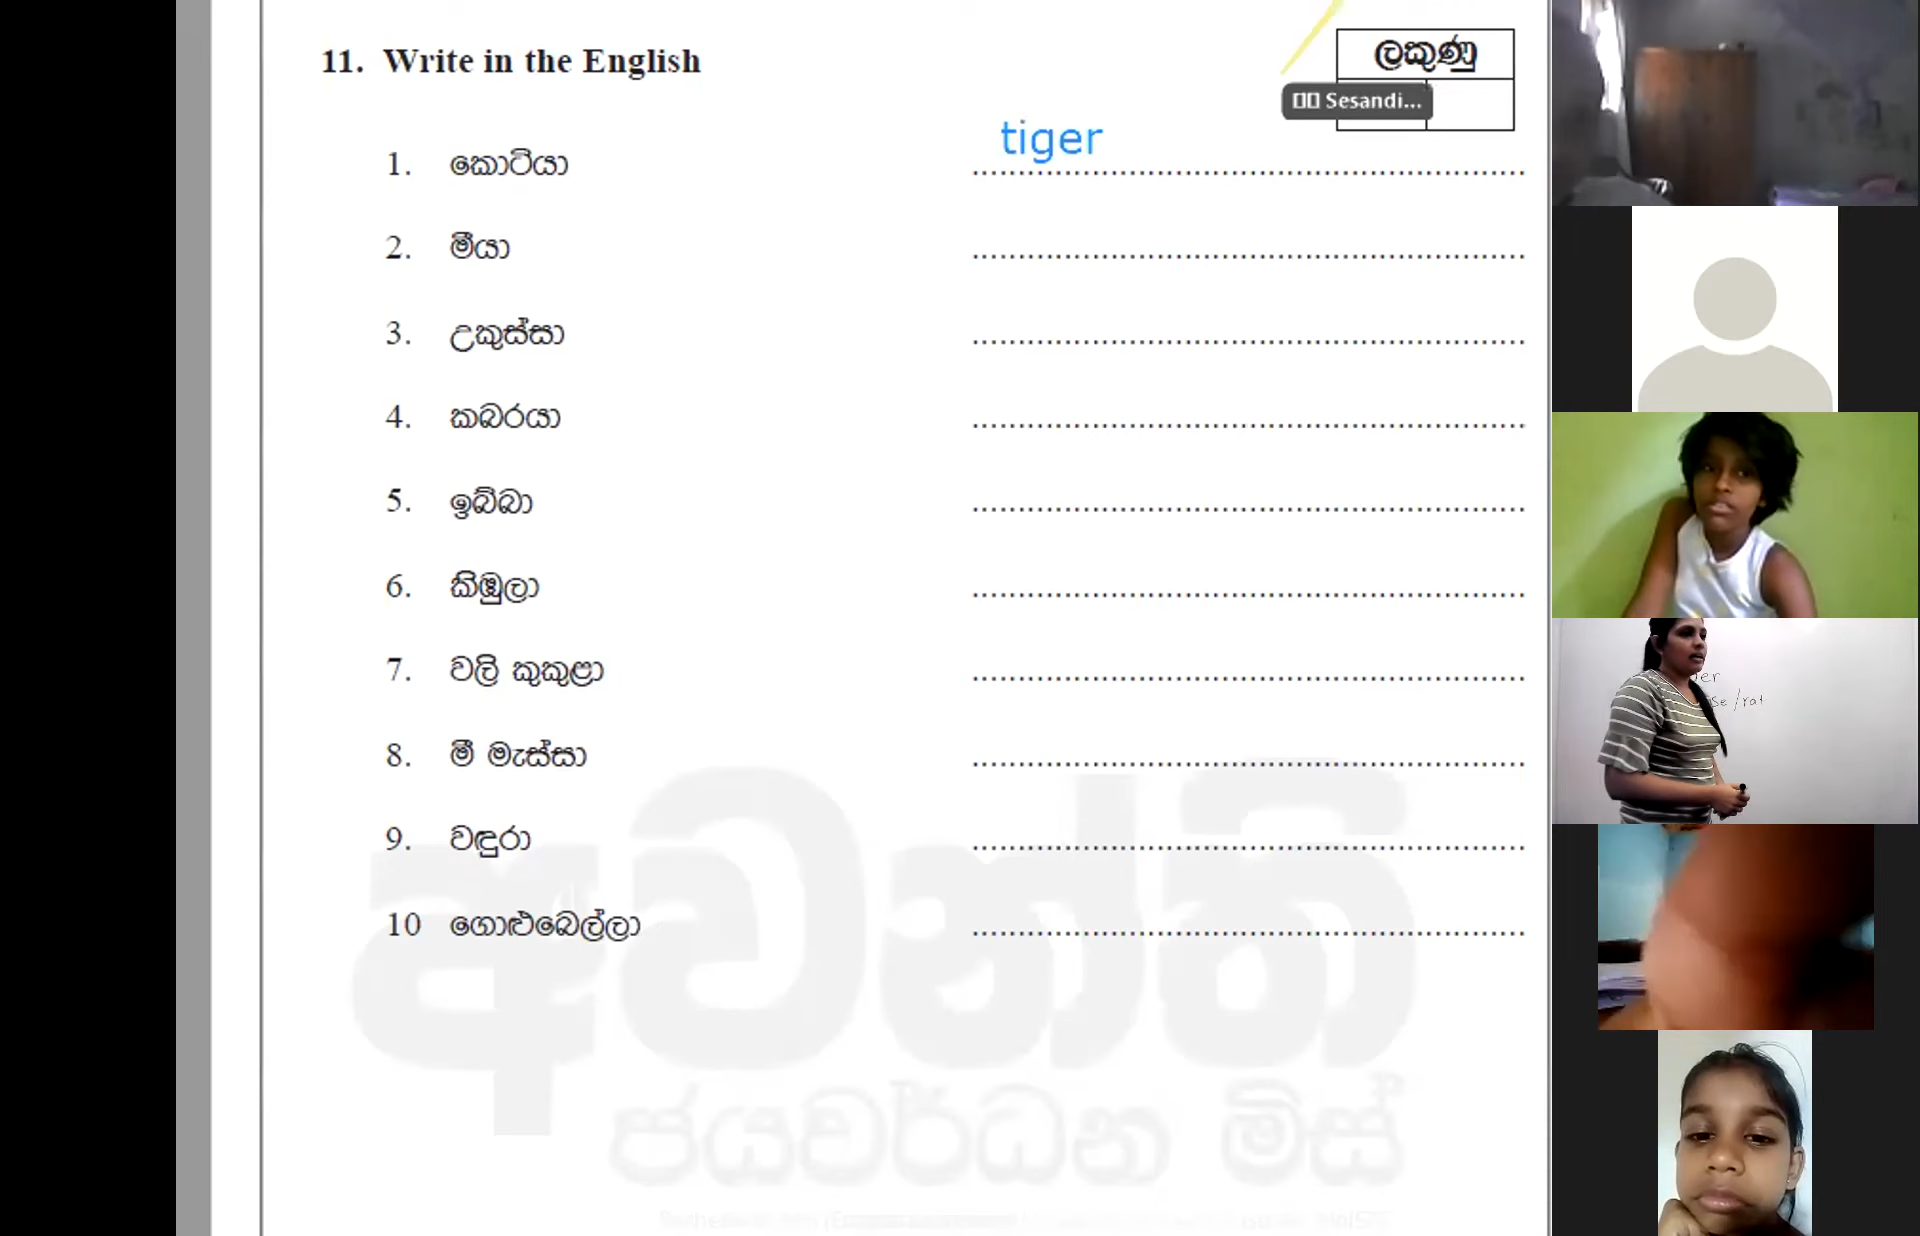 11. Write in the English
ලකුණු
Sesandi...
tiger
1. කොටියා ............................................................
2. මීයා ............................................................
3. උකුස්සා ............................................................
4. කබරයා ............................................................
5. ඉබ්බා ............................................................
6. කිඹුලා ............................................................
7. වලි කුකුළා ............................................................
8. මී මැස්සා ............................................................
9. වඳුරා ............................................................
10 ගොළුබෙල්ලා ............................................................
අවන්ති
ජයවර්ධන මිස්
/rat